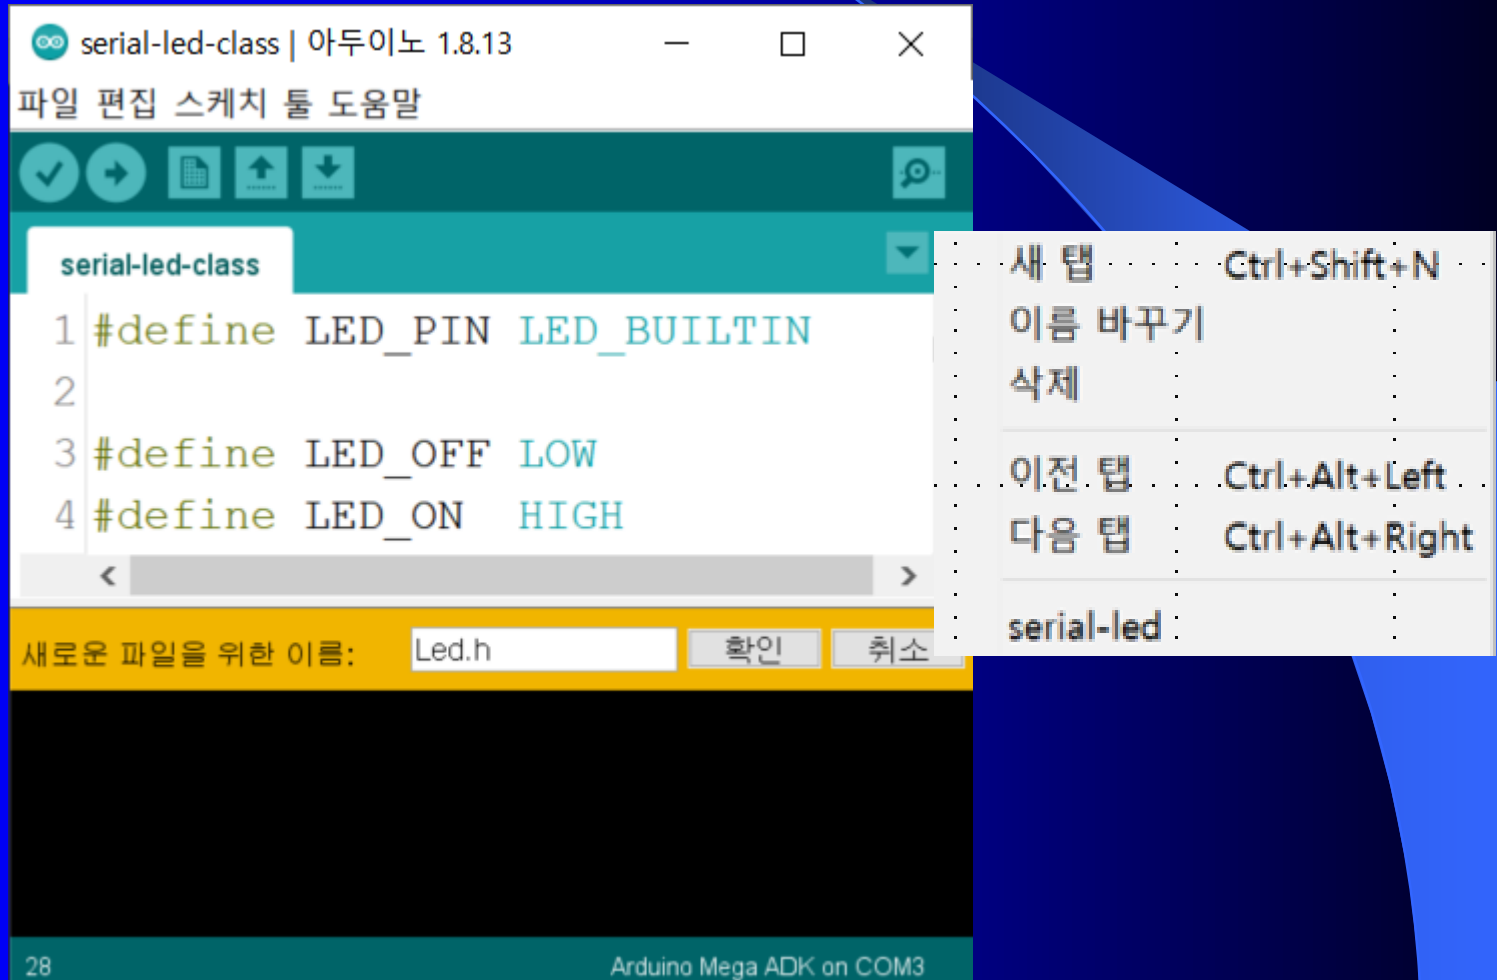 serial-led-class | 아두이노 1.8.13
파일 편집 스케치 툴 도움말
serial-led-class
1 #define LED_PIN LED_BUILTIN
2
3 #define LED_OFF LOW
4 #define LED_ON HIGH
새로운 파일을 위한 이름: Led.h 확인 취소
28 Arduino Mega ADK on COM3
새 탭 Ctrl+Shift+N
이름 바꾸기
삭제
이전 탭 Ctrl+Alt+Left
다음 탭 Ctrl+Alt+Right
serial-led